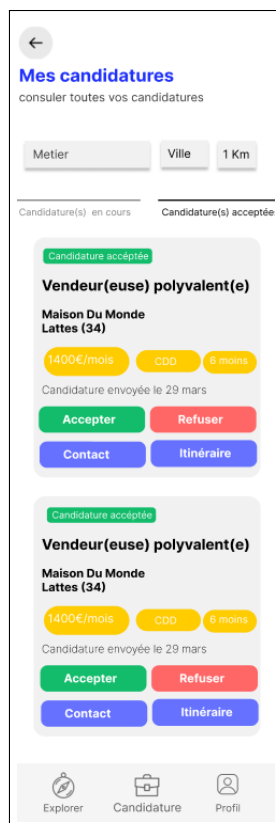 Mes candidatures
consuler toutes vos candidatures
Metier Ville 1 Km
Candidature(s) en cours Candidature(s) acceptée
Candidature accéptée
Vendeur(euse) polyvalent(e)
Maison Du Monde
Lattes (34)
1400€/mois CDD 6 moins
Candidature envoyée le 29 mars
Accepter Refuser
Contact Itinéraire
Candidature accéptée
Vendeur(euse) polyvalent(e)
Maison Du Monde
Lattes (34)
1400€/mois CDD 6 moins
Candidature envoyée le 29 mars
Accepter Refuser
Contact Itinéraire
Explorer Candidature Profil